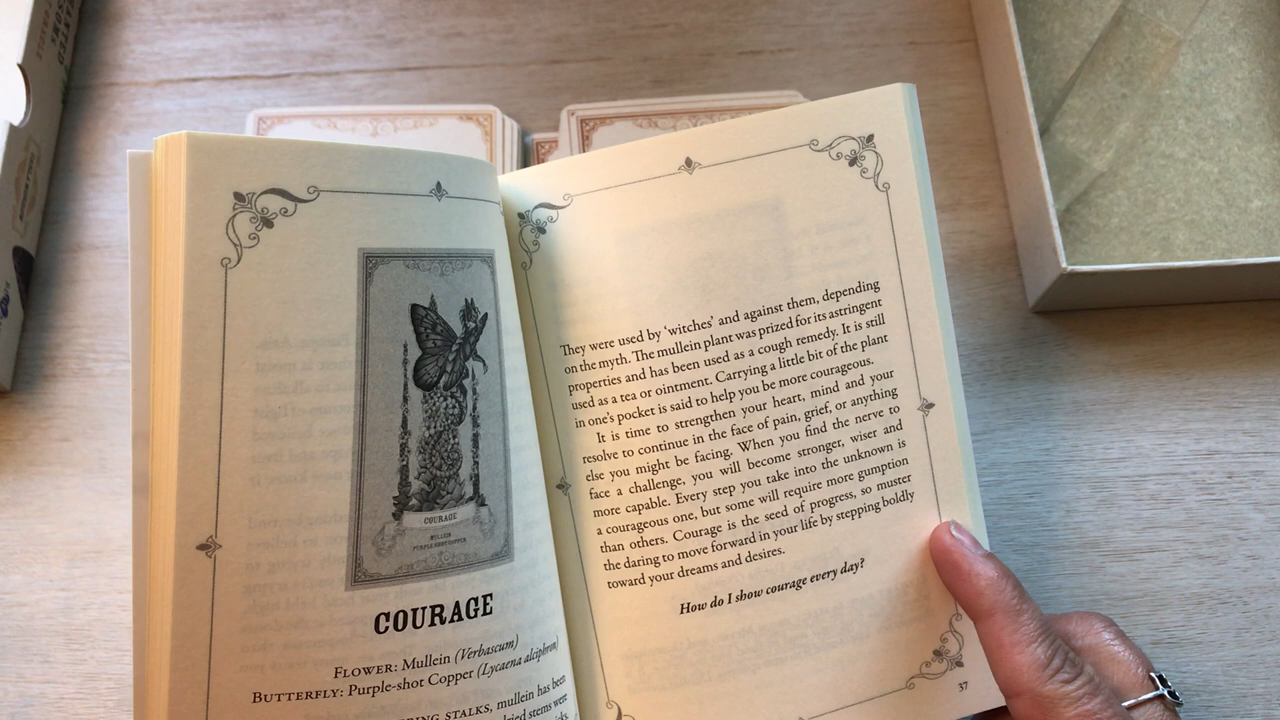 COURAGE
MULLEIN
PURPLE-SHOT COPPER
COURAGE
FLOWER: Mullein (Verbascum)
BUTTERFLY: Purple-shot Copper (Lycaena alciphron)
STALKS, mullein has been
dried stems were
They were used by ‘witches’ and against them, depending
on the myth. The mullein plant was prized for its astringent
properties and has been used as a cough remedy. It is still
used as a tea or ointment. Carrying a little bit of the plant
in one's pocket is said to help you be more courageous.
It is time to strengthen your heart, mind and your
resolve to continue in the face of pain, grief, or anything
else you might be facing. When you find the nerve to
face a challenge, you will become stronger, wiser and
more capable. Every step you take into the unknown is
a courageous one, but some will require more gumption
than others. Courage is the seed of progress, so muster
the daring to move forward in your life by stepping boldly
toward your dreams and desires.
How do I show courage every day?
37